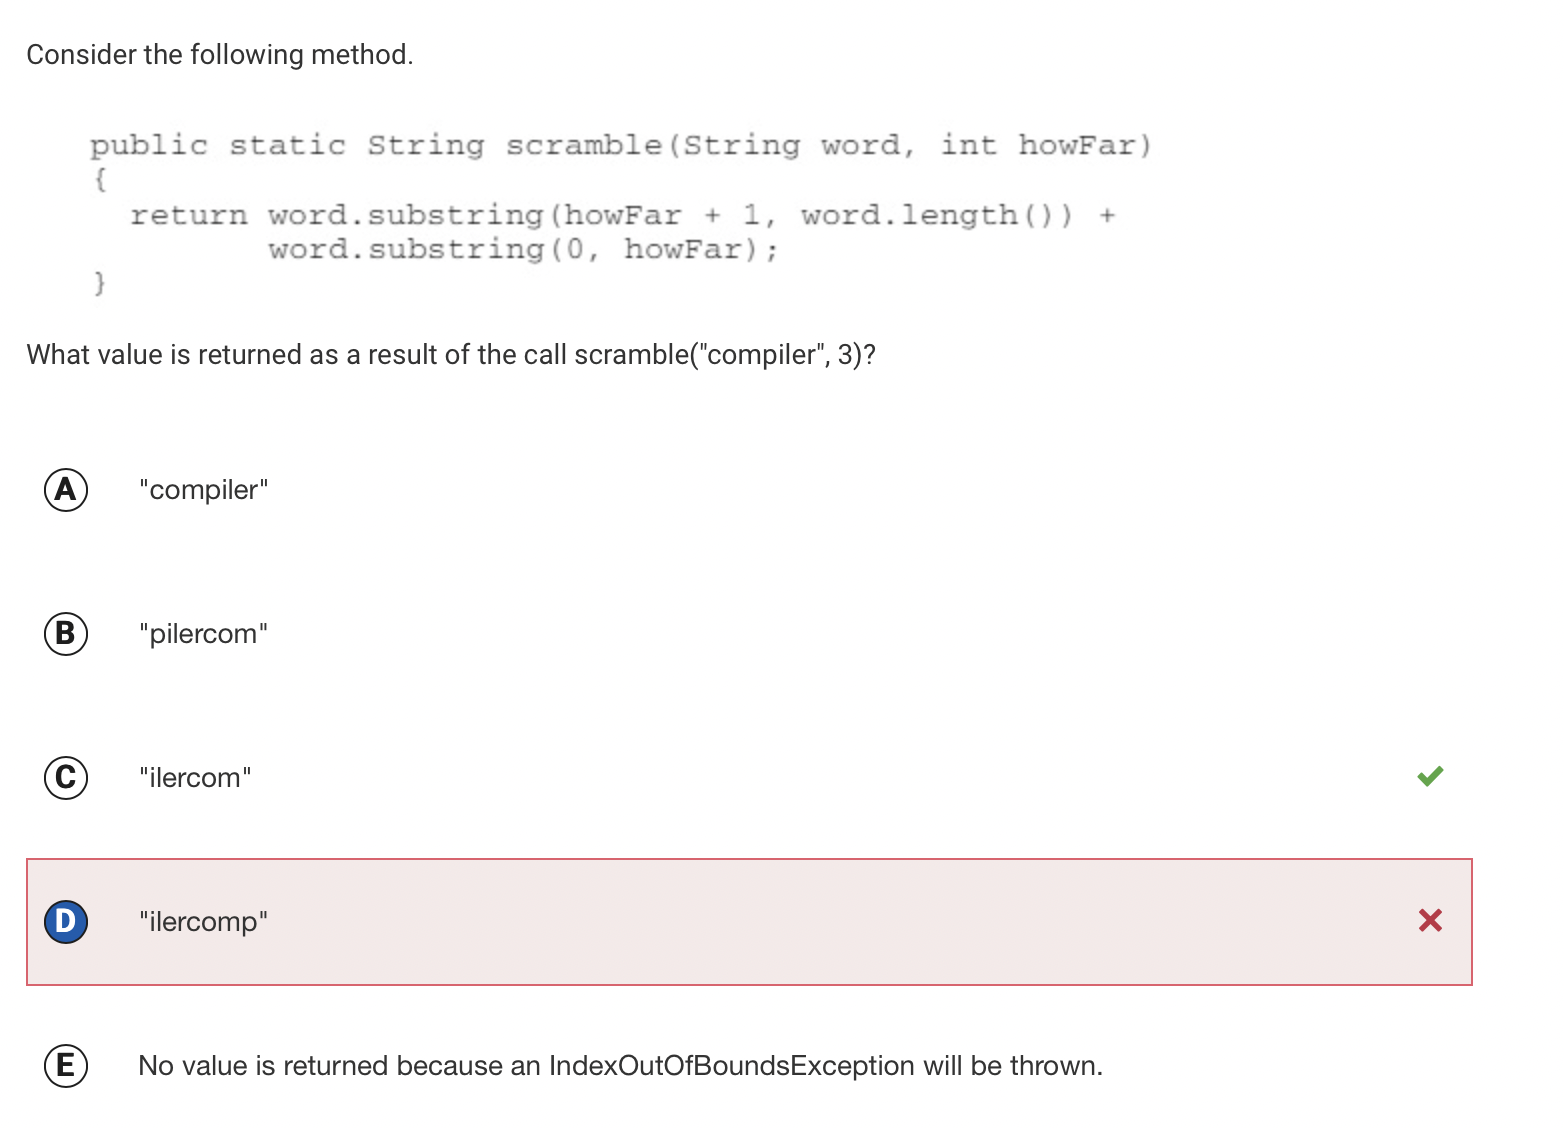 Consider the following method.
public static String scramble(String word, int howFar)
{
return word.substring(howFar + 1, word.length()) +
word.substring(0, howFar);
}
What value is returned as a result of the call scramble("compiler", 3)?
A "compiler"
B "pilercom"
C "ilercom"
D "ilercomp"
E No value is returned because an IndexOutOfBoundsException will be thrown.